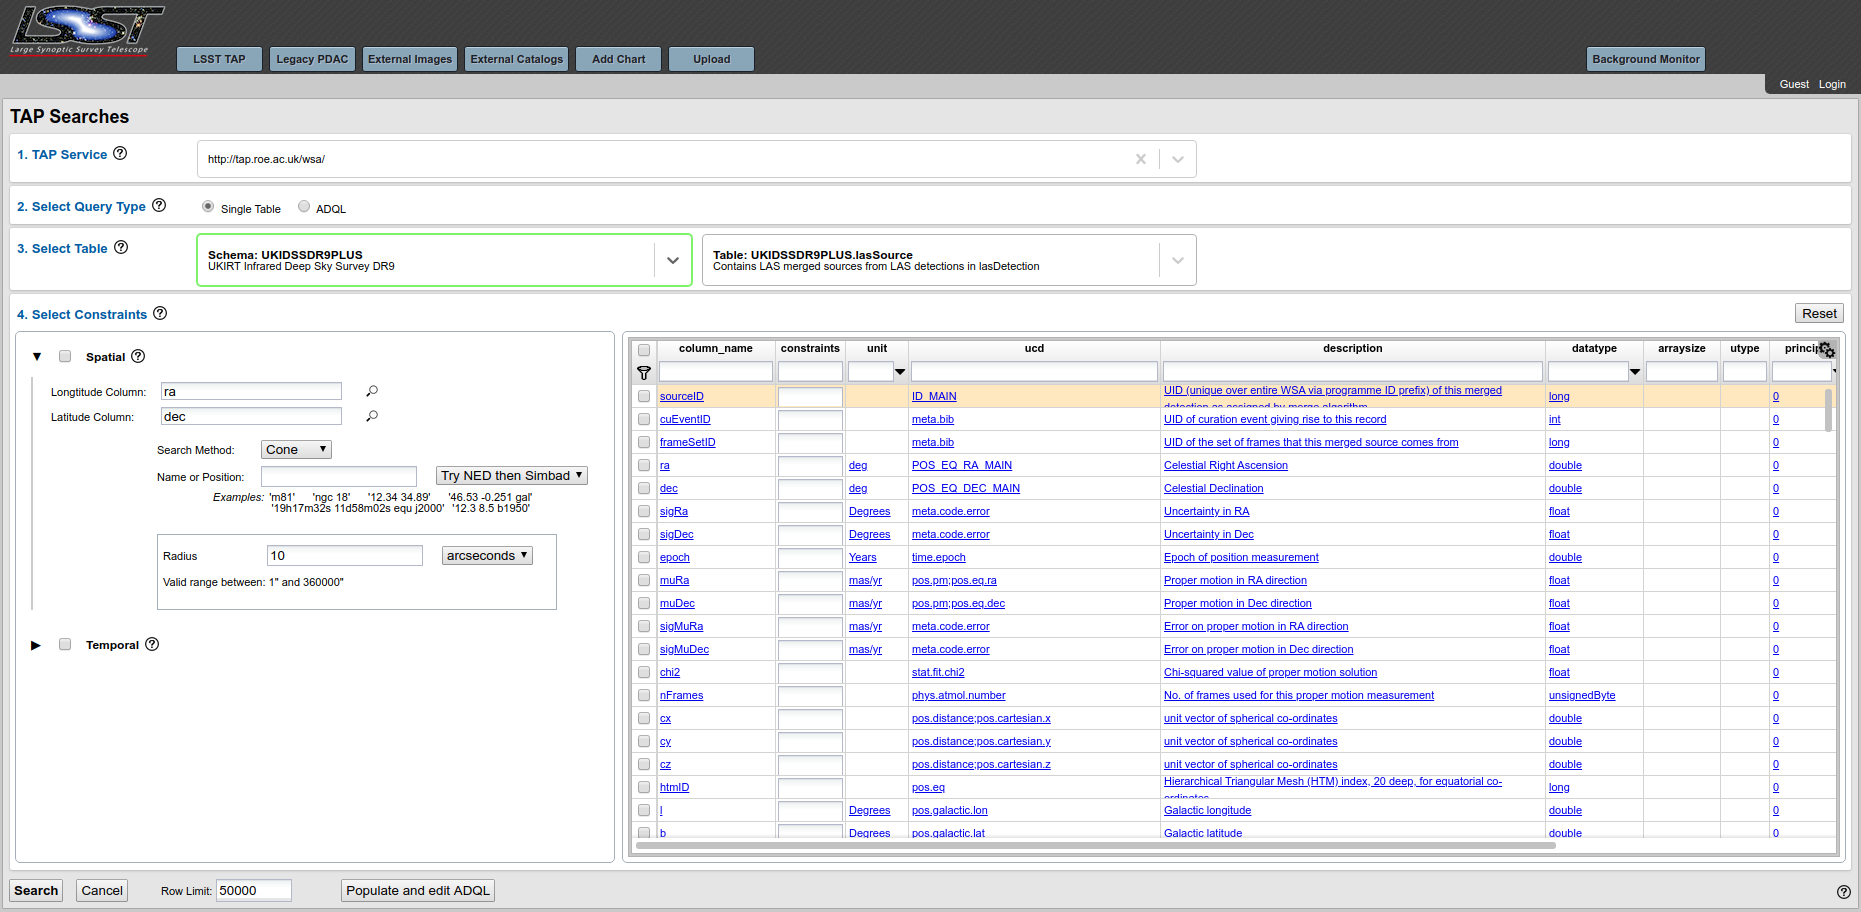 LSST
Large Synoptic Survey Telescope
LSST TAP Legacy PDAC External Images External Catalogs Add Chart Upload Background Monitor
Guest Login
TAP Searches
1. TAP Service http://tap.roe.ac.uk/wsa/
2. Select Query Type Single Table ADQL
3. Select Table
Schema: UKIDSSDR9PLUS
UKIRT Infrared Deep Sky Survey DR9
Table: UKIDSSDR9PLUS.lasSource
Contains LAS merged sources from LAS detections in lasDetection
4. Select Constraints Reset
Spatial
Longtitude Column: ra
Latitude Column: dec
Search Method: Cone
Name or Position: Try NED then Simbad
Examples: 'm81' 'ngc 18' '12.34 34.89' '46.53 -0.251 gal'
'19h17m32s 11d58m02s equ j2000' '12.3 8.5 b1950'
Radius 10 arcseconds
Valid range between: 1" and 360000"
Temporal
column_name constraints unit ucd description datatype arraysize utype princip
sourceID ID_MAIN UID (unique over entire WSA via programme ID prefix) of this merged detection as assigned by merge algorithm long 0
cuEventID meta.bib UID of curation event giving rise to this record int 0
frameSetID meta.bib UID of the set of frames that this merged source comes from long 0
ra deg POS_EQ_RA_MAIN Celestial Right Ascension double 0
dec deg POS_EQ_DEC_MAIN Celestial Declination double 0
sigRa Degrees meta.code.error Uncertainty in RA float 0
sigDec Degrees meta.code.error Uncertainty in Dec float 0
epoch Years time.epoch Epoch of position measurement double 0
muRa mas/yr pos.pm;pos.eq.ra Proper motion in RA direction float 0
muDec mas/yr pos.pm;pos.eq.dec Proper motion in Dec direction float 0
sigMuRa mas/yr meta.code.error Error on proper motion in RA direction float 0
sigMuDec mas/yr meta.code.error Error on proper motion in Dec direction float 0
chi2 stat.fit.chi2 Chi-squared value of proper motion solution float 0
nFrames phys.atmol.number No. of frames used for this proper motion measurement unsignedByte 0
cx pos.distance;pos.cartesian.x unit vector of spherical co-ordinates double 0
cy pos.distance;pos.cartesian.y unit vector of spherical co-ordinates double 0
cz pos.distance;pos.cartesian.z unit vector of spherical co-ordinates double 0
htmID pos.eq Hierarchical Triangular Mesh (HTM) index, 20 deep, for equatorial co-ordinates long 0
l Degrees pos.galactic.lon Galactic longitude double 0
b Degrees pos.galactic.lat Galactic latitude double 0
Search Cancel Row Limit: 50000 Populate and edit ADQL